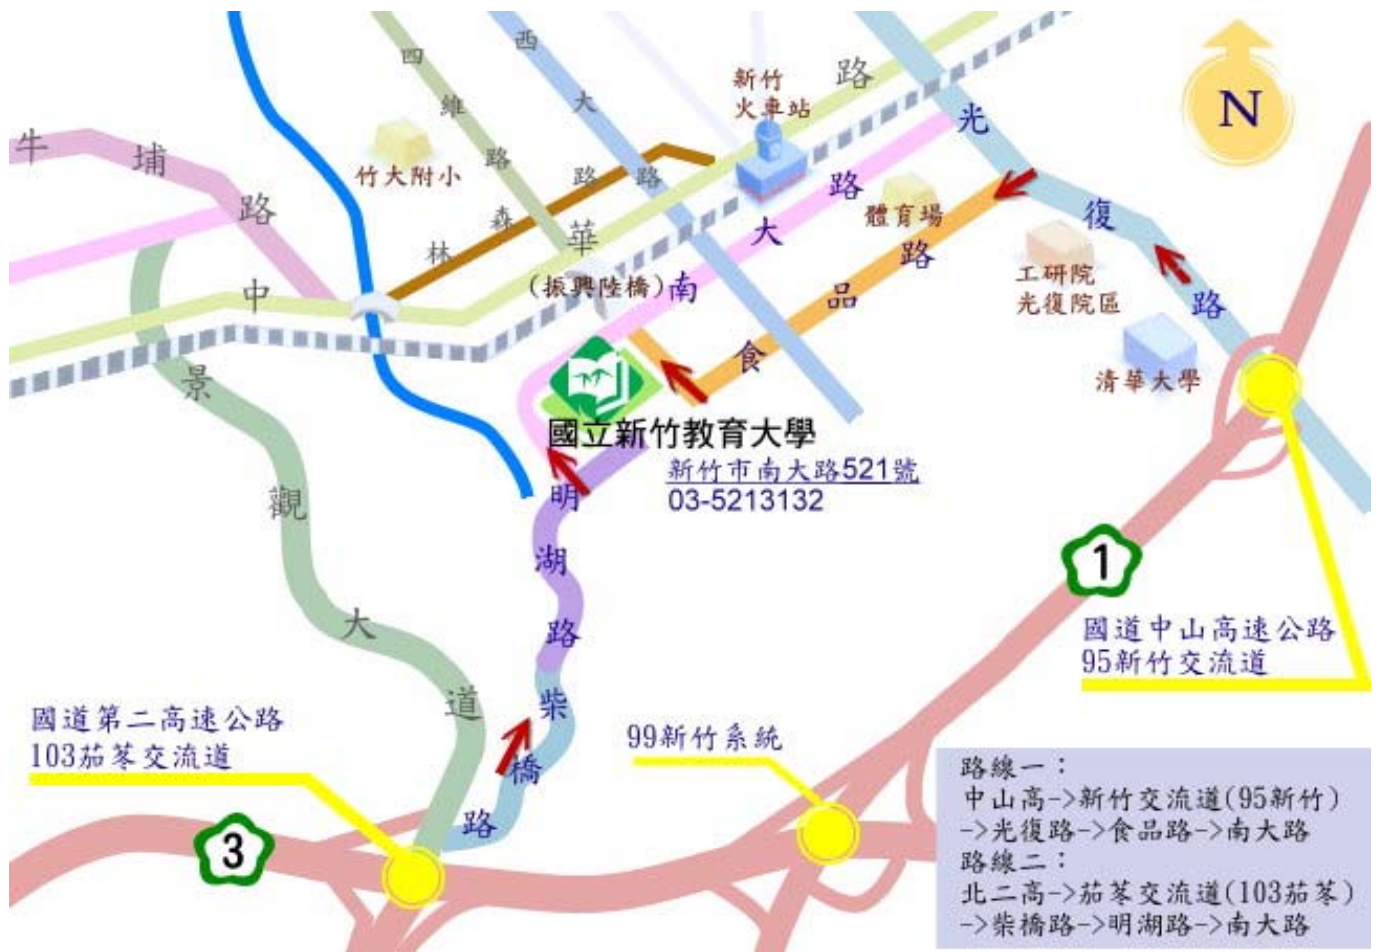 四維路
西大路
新竹
火車站
中華路
光復路
N
牛埔路
竹大附小
林森路
南大路
體育場
食品路
工研院
光復院區
(振興陸橋)
清華大學
景觀大道
國立新竹教育大學
新竹市南大路521號
03-5213132
明湖路
1
國道中山高速公路
95新竹交流道
柴橋路
國道第二高速公路
103茄苳交流道
99新竹系統
3
路線一：
中山高->新竹交流道(95新竹)
->光復路->食品路->南大路
路線二：
北二高->茄苳交流道(103茄苳)
->柴橋路->明湖路->南大路